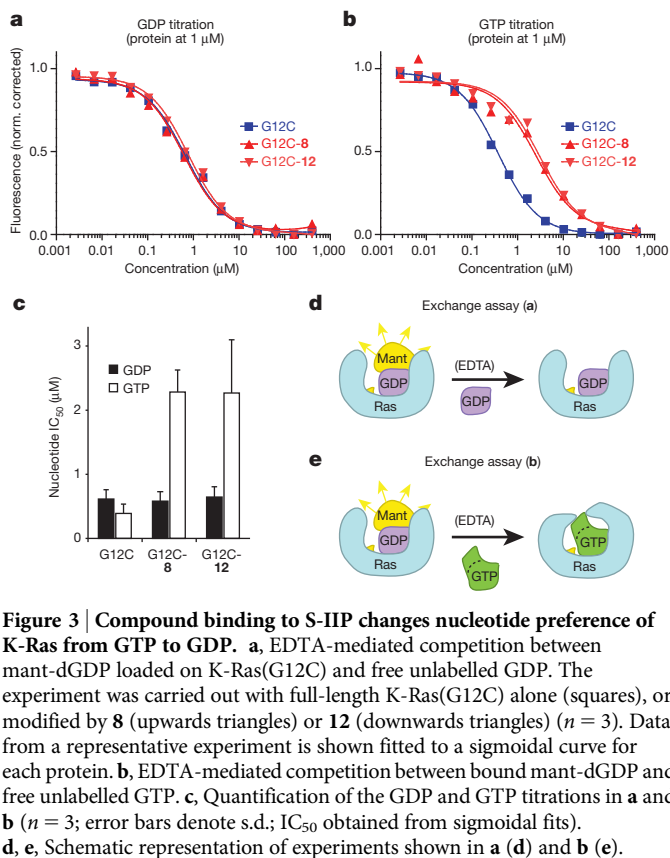 a
GDP titration
(protein at 1 μM)
Fluorescence (norm. corrected)
1.0
0.5
0.0
0.001 0.01 0.1 1 10 100 1,000
Concentration (μM)
G12C
G12C-8
G12C-12
b
GTP titration
(protein at 1 μM)
1.0
0.5
0.0
0.001 0.01 0.1 1 10 100 1,000
Concentration (μM)
G12C
G12C-8
G12C-12
c
Nucleotide IC50 (μM)
3
2
1
0
GDP
GTP
G12C G12C- G12C-
8 12
d
Exchange assay (a)
Mant
GDP
Ras
(EDTA)
GDP
GDP
Ras
e
Exchange assay (b)
Mant
GDP
Ras
(EDTA)
GTP
GTP
Ras
Figure 3 | Compound binding to S-IIP changes nucleotide preference of
K-Ras from GTP to GDP. a, EDTA-mediated competition between
mant-dGDP loaded on K-Ras(G12C) and free unlabelled GDP. The
experiment was carried out with full-length K-Ras(G12C) alone (squares), or
modified by 8 (upwards triangles) or 12 (downwards triangles) (n = 3). Data
from a representative experiment is shown fitted to a sigmoidal curve for
each protein. b, EDTA-mediated competition between bound mant-dGDP and
free unlabelled GTP. c, Quantification of the GDP and GTP titrations in a and
b (n = 3; error bars denote s.d.; IC50 obtained from sigmoidal fits).
d, e, Schematic representation of experiments shown in a (d) and b (e).